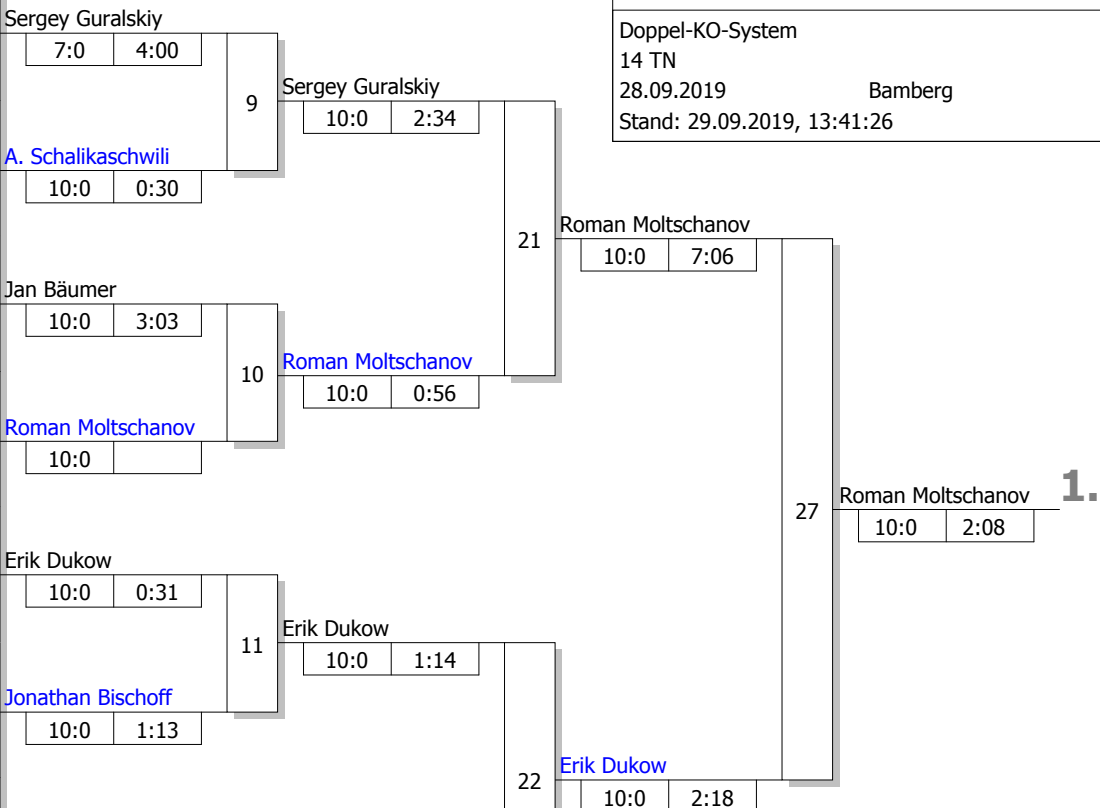 Sergey Guralskiy
7:0 4:00
9
A. Schalikaschwili
10:0 0:30
Jan Bäumer
10:0 3:03
10
Roman Moltschanov
10:0
Erik Dukow
10:0 0:31
11
Jonathan Bischoff
10:0 1:13
Sergey Guralskiy
10:0 2:34
21
Roman Moltschanov
10:0 0:56
Erik Dukow
10:0 1:14
22
Roman Moltschanov
10:0 7:06
27
Erik Dukow
10:0 2:18
Roman Moltschanov 1.
10:0 2:08
Doppel-KO-System
14 TN
28.09.2019 Bamberg
Stand: 29.09.2019, 13:41:26